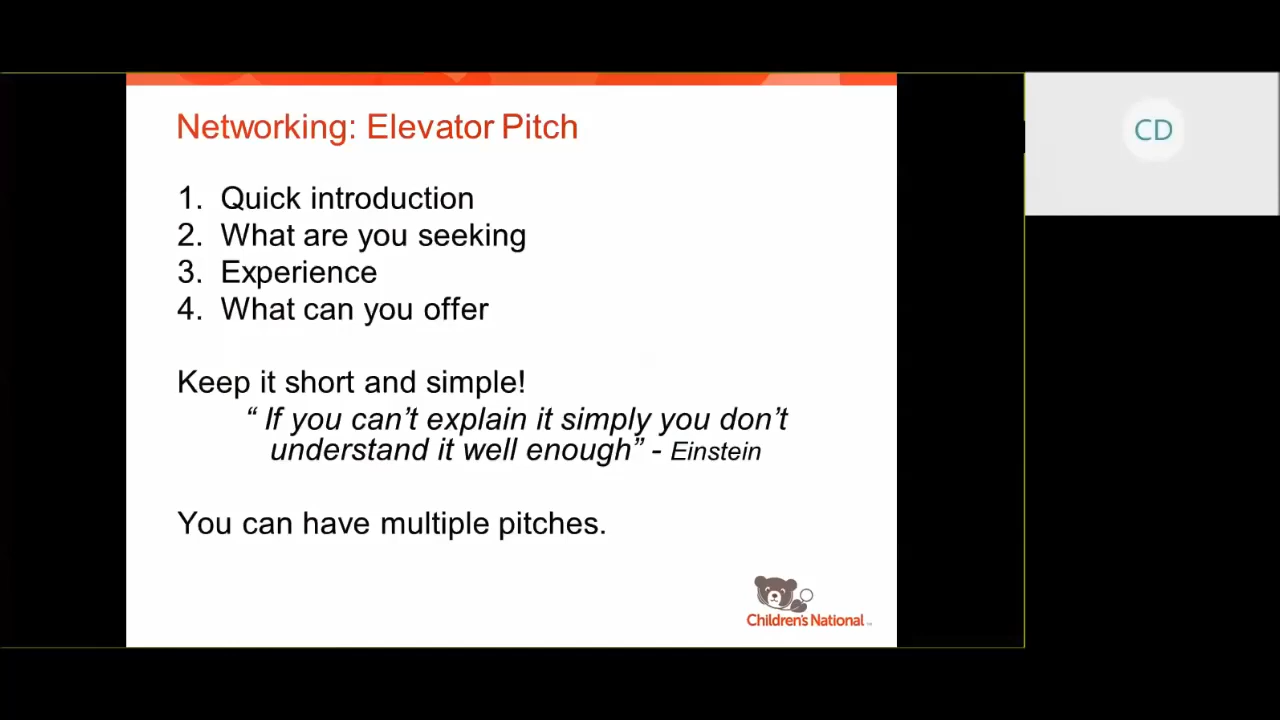 Networking: Elevator Pitch
1. Quick introduction
2. What are you seeking
3. Experience
4. What can you offer
Keep it short and simple!
“ If you can’t explain it simply you don’t
understand it well enough” - Einstein
You can have multiple pitches.
Children's National
CD